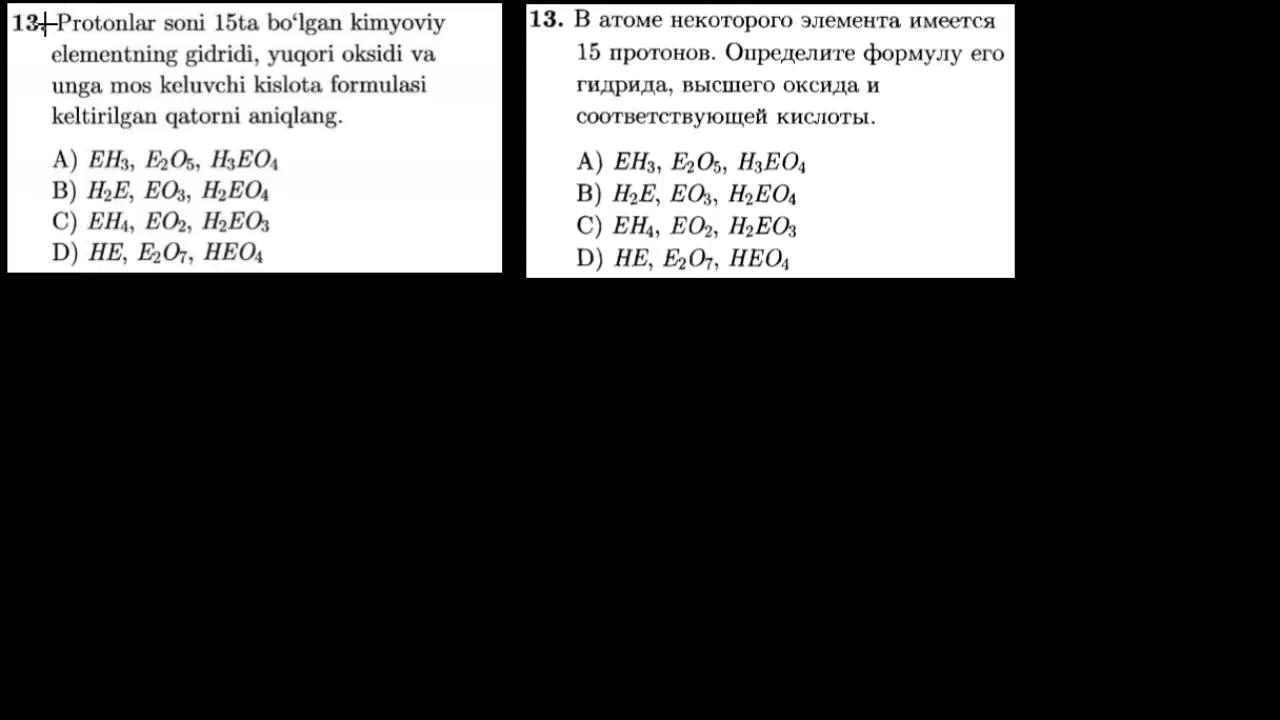 13. Protonlar soni 15ta bo‘lgan kimyoviy
elementning gidridi, yuqori oksidi va
unga mos keluvchi kislota formulasi
keltirilgan qatorni aniqlang.
A) EH₃, E₂O₅, H₃EO₄
B) H₂E, EO₃, H₂EO₄
C) EH₄, EO₂, H₂EO₃
D) HE, E₂O₇, HEO₄
13. В атоме некоторого элемента имеется
15 протонов. Определите формулу его
гидрида, высшего оксида и
соответствующей кислоты.
A) EH₃, E₂O₅, H₃EO₄
B) H₂E, EO₃, H₂EO₄
C) EH₄, EO₂, H₂EO₃
D) HE, E₂O₇, HEO₄